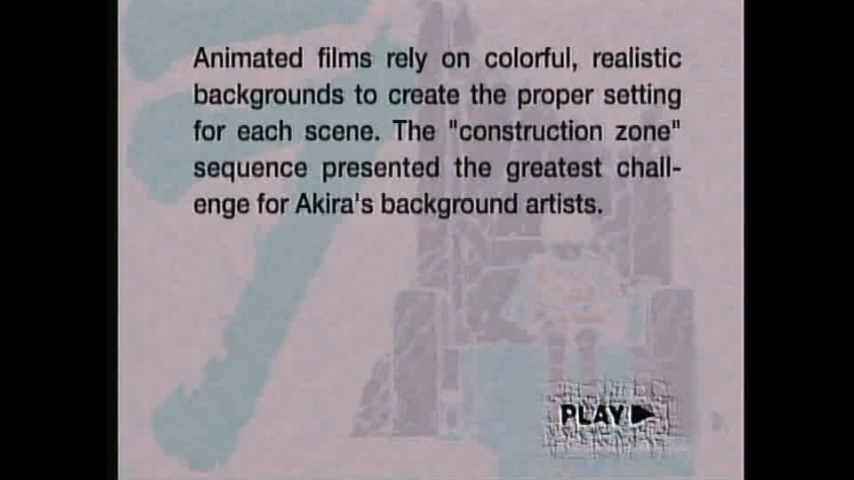 Animated films rely on colorful, realistic
backgrounds to create the proper setting
for each scene. The "construction zone"
sequence presented the greatest chall-
enge for Akira's background artists.
PLAY